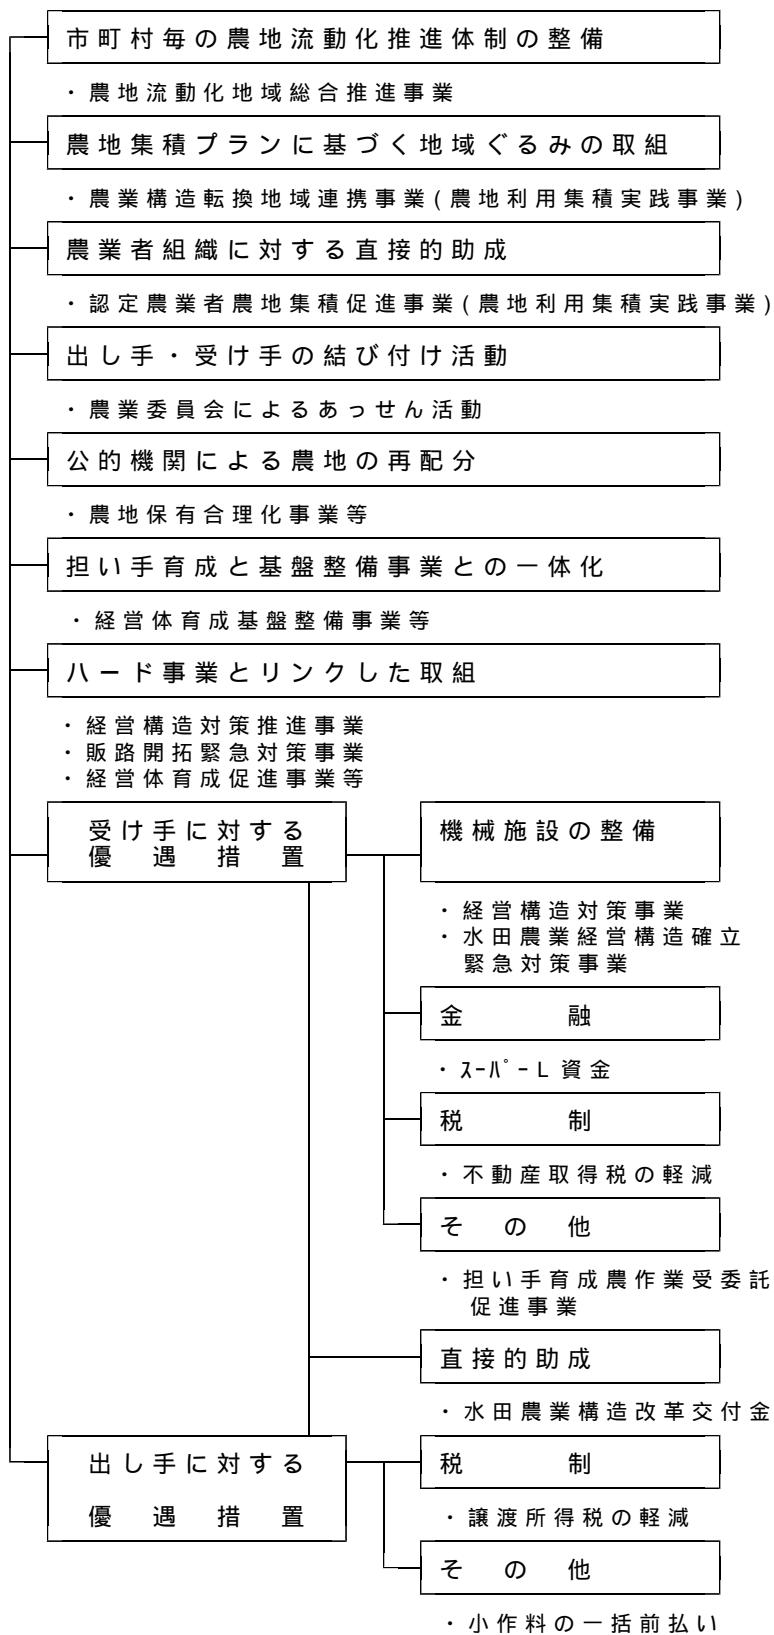 市町村毎の農地流動化推進体制の整備
・農地流動化地域総合推進事業
農地集積プランに基づく地域ぐるみの取組
・農業構造転換地域連携事業(農地利用集積実践事業)
農業者組織に対する直接的助成
・認定農業者農地集積促進事業(農地利用集積実践事業)
出し手・受け手の結び付け活動
・農業委員会によるあっせん活動
公的機関による農地の再配分
・農地保有合理化事業等
担い手育成と基盤整備事業との一体化
・経営体育成基盤整備事業等
ハード事業とリンクした取組
・経営構造対策推進事業
・販路開拓緊急対策事業
・経営体育成促進事業等
受け手に対する
優遇措置
機械施設の整備
・経営構造対策事業
・水田農業経営構造確立
緊急対策事業
金融
・スーパーL資金
税制
・不動産取得税の軽減
その他
・担い手育成農作業受委託
促進事業
直接的助成
・水田農業構造改革交付金
出し手に対する
優遇措置
税制
・譲渡所得税の軽減
その他
・小作料の一括前払い